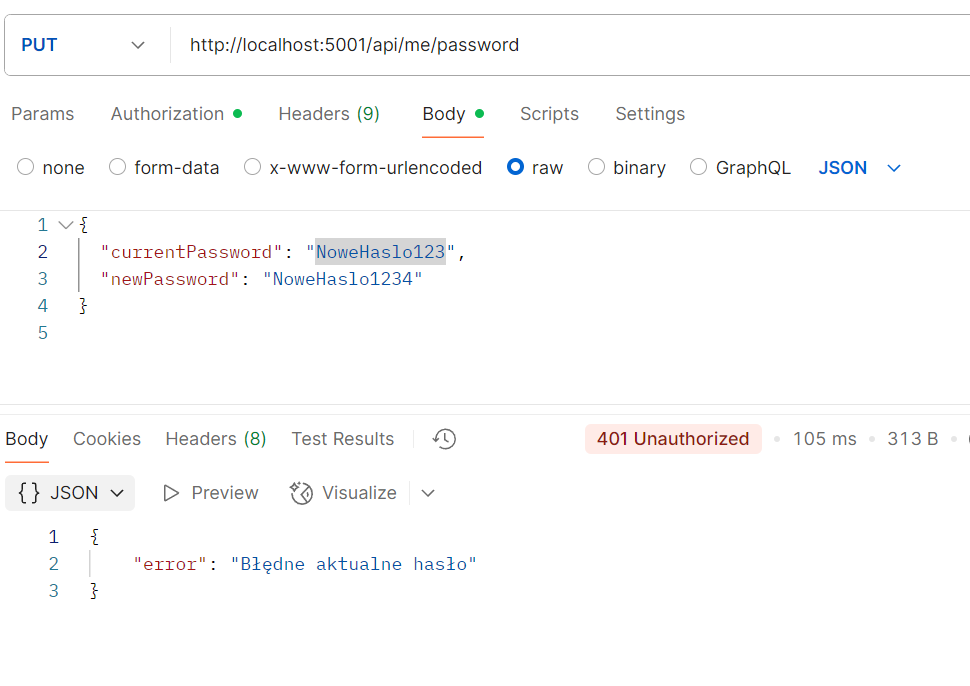 PUT http://localhost:5001/api/me/password
Params Authorization Headers (9) Body Scripts Settings
none form-data x-www-form-urlencoded raw binary GraphQL JSON
1 {
2 "currentPassword": "NoweHaslo123",
3 "newPassword": "NoweHaslo1234"
4 }
5
Body Cookies Headers (8) Test Results 401 Unauthorized 105 ms 313 B
{} JSON Preview Visualize
1 {
2 "error": "Błędne aktualne hasło"
3 }